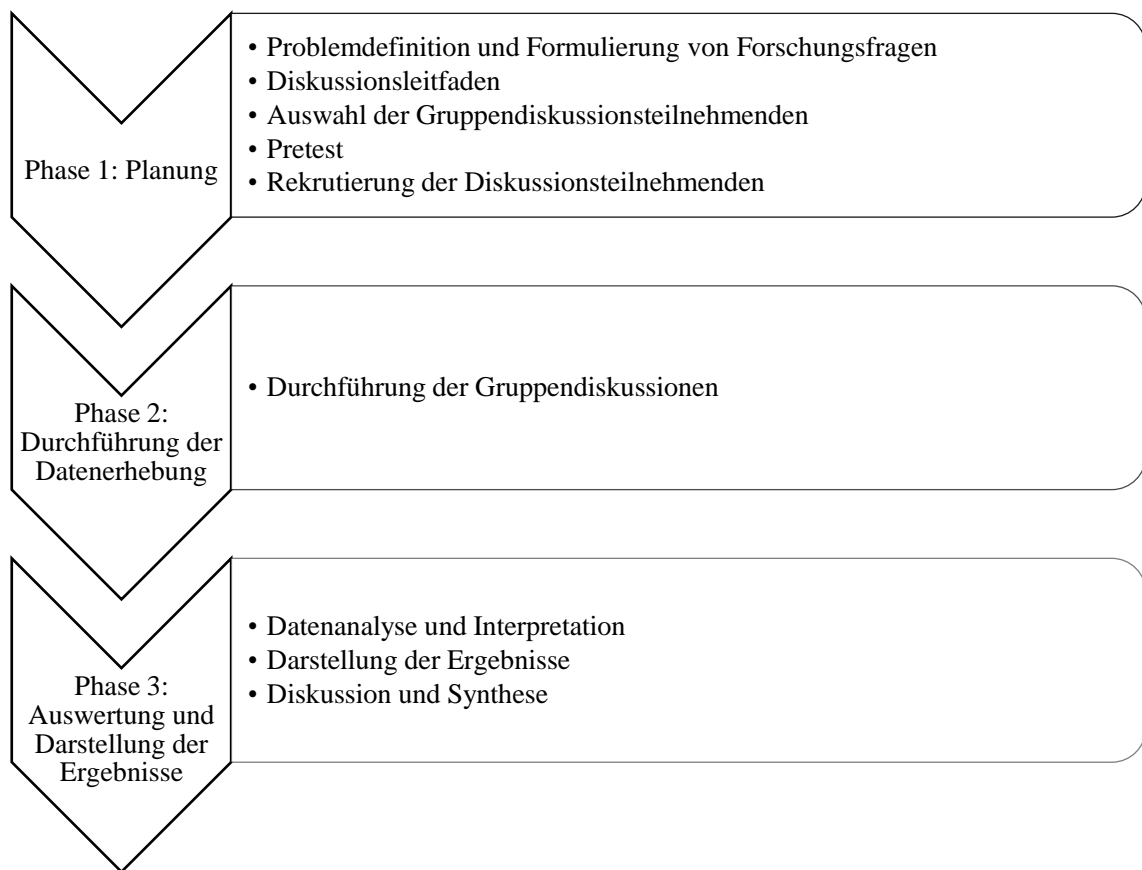 Phase 1: Planung
• Problemdefinition und Formulierung von Forschungsfragen
• Diskussionsleitfaden
• Auswahl der Gruppendiskussionsteilnehmenden
• Pretest
• Rekrutierung der Diskussionsteilnehmenden
Phase 2:
Durchführung der
Datenerhebung
• Durchführung der Gruppendiskussionen
Phase 3:
Auswertung und
Darstellung der
Ergebnisse
• Datenanalyse und Interpretation
• Darstellung der Ergebnisse
• Diskussion und Synthese